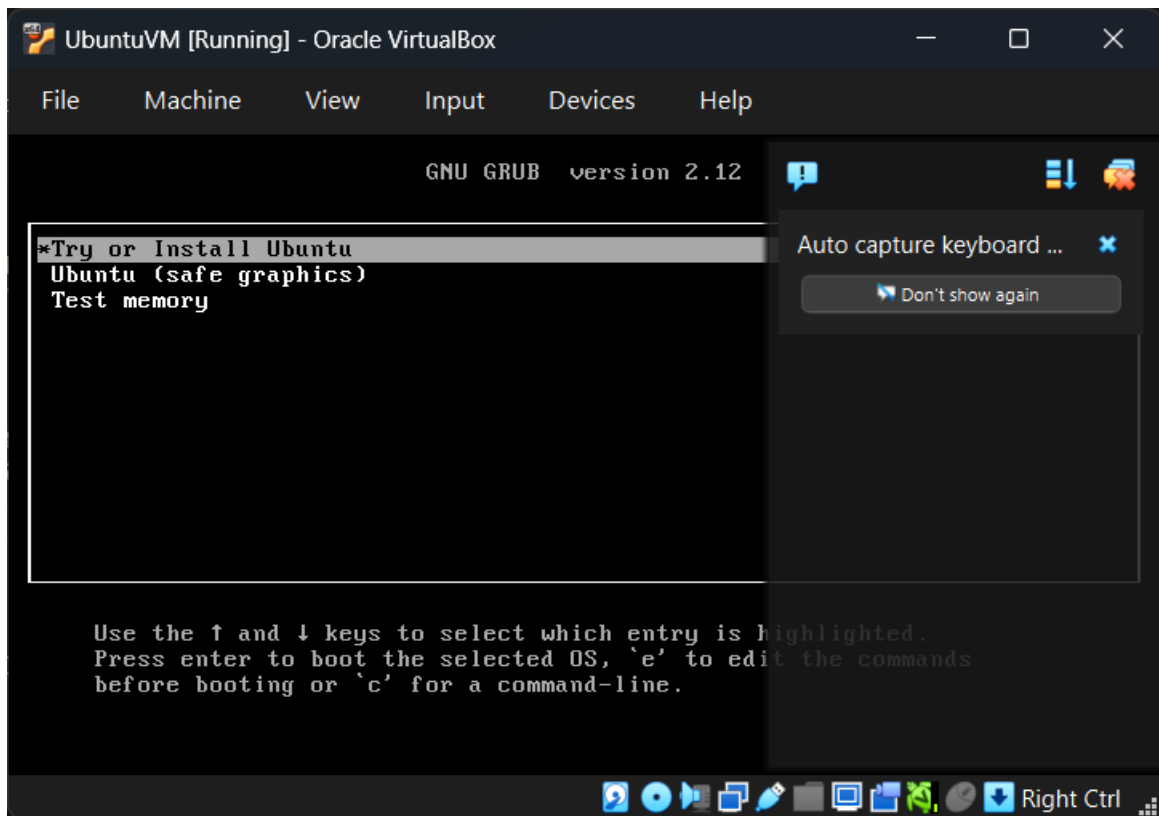 UbuntuVM [Running] - Oracle VirtualBox
File Machine View Input Devices Help
GNU GRUB version 2.12
*Try or Install Ubuntu
Ubuntu (safe graphics)
Test memory
Auto capture keyboard ...
Don't show again
Use the ↑ and ↓ keys to select which entry is highlighted.
Press enter to boot the selected OS, `e' to edit the commands
before booting or `c' for a command-line.
Right Ctrl